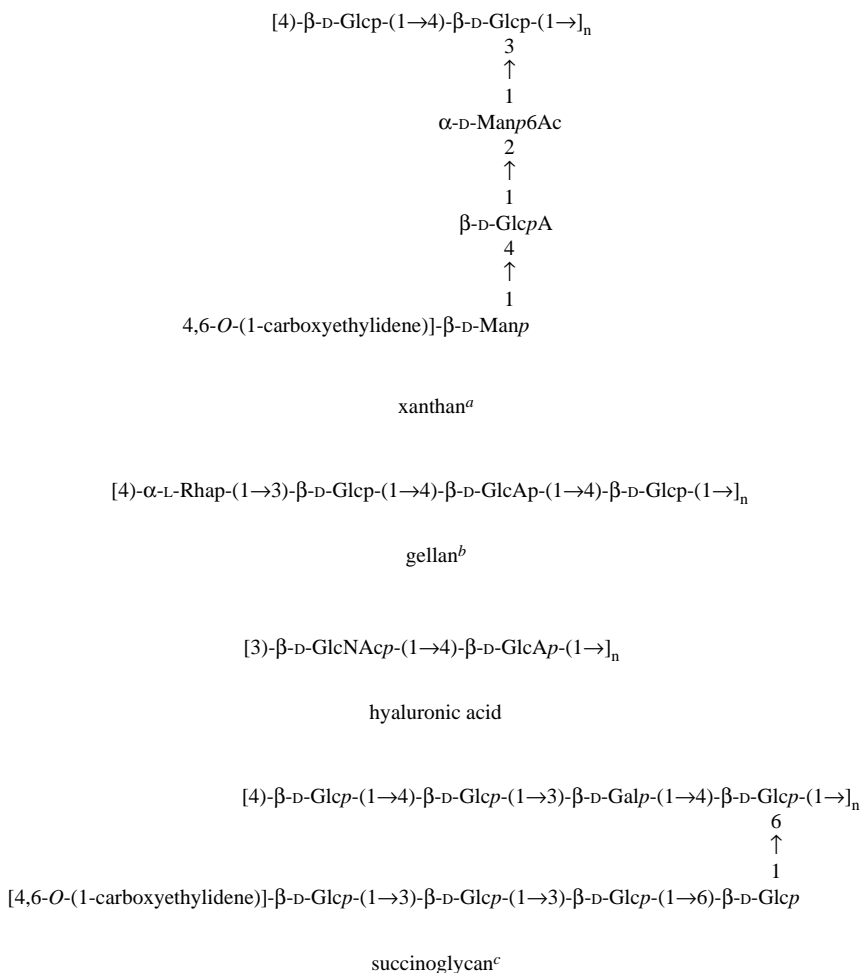 [4)-β-D-Glcp-(1→4)-β-D-Glcp-(1→]n
3
↑
1
α-D-Manp6Ac
2
↑
1
β-D-GlcpA
4
↑
1
4,6-O-(1-carboxyethylidene)]-β-D-Manp
xanthana
[4)-α-L-Rhap-(1→3)-β-D-Glcp-(1→4)-β-D-GlcAp-(1→4)-β-D-Glcp-(1→]n
gellanb
[3)-β-D-GlcNAcp-(1→4)-β-D-GlcAp-(1→]n
hyaluronic acid
[4)-β-D-Glcp-(1→4)-β-D-Glcp-(1→3)-β-D-Galp-(1→4)-β-D-Glcp-(1→]n
6
↑
1
[4,6-O-(1-carboxyethylidene)]-β-D-Glcp-(1→3)-β-D-Glcp-(1→3)-β-D-Glcp-(1→6)-β-D-Glcp
succinoglycanc